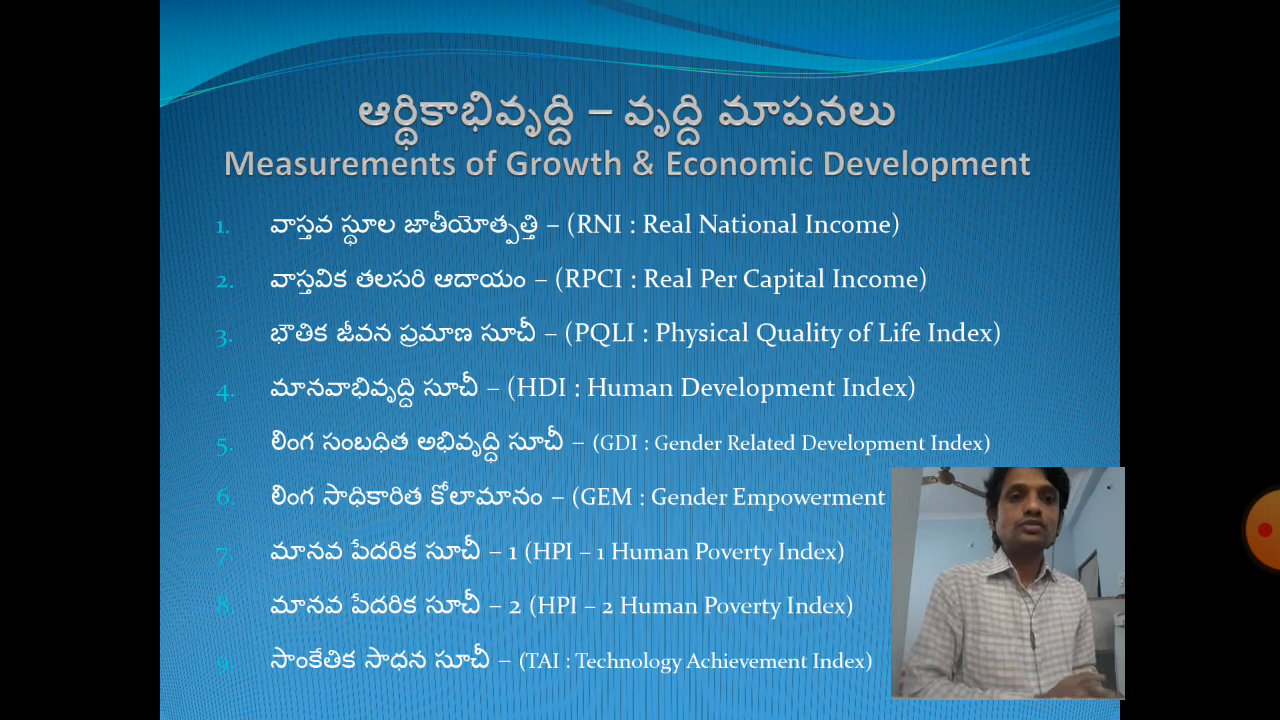 ఆర్థికాభివృద్ది – వృద్ది మాపనలు
Measurements of Growth & Economic Development
1. వాస్తవ స్థూల జాతీయోత్పత్తి – (RNI : Real National Income)
2. వాస్తవిక తలసరి ఆదాయం – (RPCI : Real Per Capital Income)
3. భౌతిక జీవన ప్రమాణ సూచీ – (PQLI : Physical Quality of Life Index)
4. మానవాభివృద్ది సూచీ – (HDI : Human Development Index)
5. లింగ సంబధిత అభివృద్ధి సూచీ – (GDI : Gender Related Development Index)
6. లింగ సాధికారిత కోలామానం – (GEM : Gender Empowerment
7. మానవ పేదరిక సూచీ – 1 (HPI – 1 Human Poverty Index)
8. మానవ పేదరిక సూచీ – 2 (HPI – 2 Human Poverty Index)
9. సాంకేతిక సాధన సూచీ – (TAI : Technology Achievement Index)